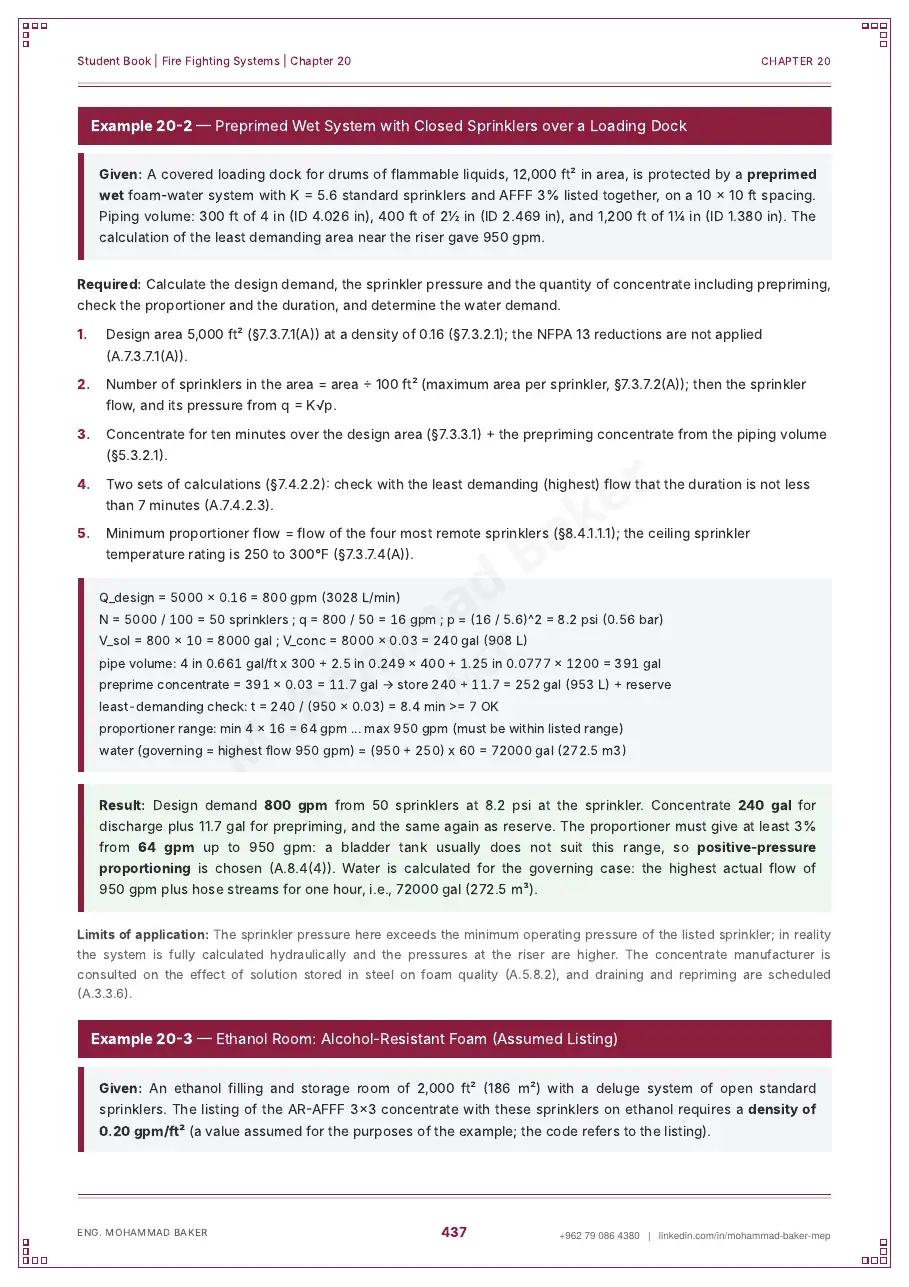 Student Book | Fire Fighting Systems | Chapter 20
CHAPTER 20
Example 20-2 — Preprimed Wet System with Closed Sprinklers over a Loading Dock
Given: A covered loading dock for drums of flammable liquids, 12,000 ft² in area, is protected by a preprimed
wet foam-water system with K = 5.6 standard sprinklers and AFFF 3% listed together, on a 10 × 10 ft spacing.
Piping volume: 300 ft of 4 in (ID 4.026 in), 400 ft of 2½ in (ID 2.469 in), and 1,200 ft of 1¼ in (ID 1.380 in). The
calculation of the least demanding area near the riser gave 950 gpm.
Required: Calculate the design demand, the sprinkler pressure and the quantity of concentrate including prepriming,
check the proportioner and the duration, and determine the water demand.
1. Design area 5,000 ft² (§7.3.7.1(A)) at a density of 0.16 (§7.3.2.1); the NFPA 13 reductions are not applied
(A.7.3.7.1(A)).
2. Number of sprinklers in the area = area ÷ 100 ft² (maximum area per sprinkler, §7.3.7.2(A)); then the sprinkler
flow, and its pressure from q = K√p.
3. Concentrate for ten minutes over the design area (§7.3.3.1) + the prepriming concentrate from the piping volume
(§5.3.2.1).
4. Two sets of calculations (§7.4.2.2): check with the least demanding (highest) flow that the duration is not less
than 7 minutes (A.7.4.2.3).
5. Minimum proportioner flow = flow of the four most remote sprinklers (§8.4.1.1.1); the ceiling sprinkler
temperature rating is 250 to 300°F (§7.3.7.4(A)).
Q_design = 5000 × 0.16 = 800 gpm (3028 L/min)
N = 5000 / 100 = 50 sprinklers ; q = 800 / 50 = 16 gpm ; p = (16 / 5.6)^2 = 8.2 psi (0.56 bar)
V_sol = 800 × 10 = 8000 gal ; V_conc = 8000 × 0.03 = 240 gal (908 L)
pipe volume: 4 in 0.661 gal/ft x 300 + 2.5 in 0.249 × 400 + 1.25 in 0.0777 × 1200 = 391 gal
preprime concentrate = 391 × 0.03 = 11.7 gal → store 240 + 11.7 = 252 gal (953 L) + reserve
least-demanding check: t = 240 / (950 × 0.03) = 8.4 min >= 7 OK
proportioner range: min 4 × 16 = 64 gpm ... max 950 gpm (must be within listed range)
water (governing = highest flow 950 gpm) = (950 + 250) x 60 = 72000 gal (272.5 m3)
Result: Design demand 800 gpm from 50 sprinklers at 8.2 psi at the sprinkler. Concentrate 240 gal for
discharge plus 11.7 gal for prepriming, and the same again as reserve. The proportioner must give at least 3%
from 64 gpm up to 950 gpm: a bladder tank usually does not suit this range, so positive-pressure
proportioning is chosen (A.8.4(4)). Water is calculated for the governing case: the highest actual flow of
950 gpm plus hose streams for one hour, i.e., 72000 gal (272.5 m³).
Limits of application: The sprinkler pressure here exceeds the minimum operating pressure of the listed sprinkler; in reality
the system is fully calculated hydraulically and the pressures at the riser are higher. The concentrate manufacturer is
consulted on the effect of solution stored in steel on foam quality (A.5.8.2), and draining and repriming are scheduled
(A.3.3.6).
Example 20-3 — Ethanol Room: Alcohol-Resistant Foam (Assumed Listing)
Given: An ethanol filling and storage room of 2,000 ft² (186 m²) with a deluge system of open standard
sprinklers. The listing of the AR-AFFF 3×3 concentrate with these sprinklers on ethanol requires a density of
0.20 gpm/ft² (a value assumed for the purposes of the example; the code refers to the listing).
ENG. MOHAMMAD BAKER
437
+962 79 086 4380 | linkedin.com/in/mohammad-baker-mep